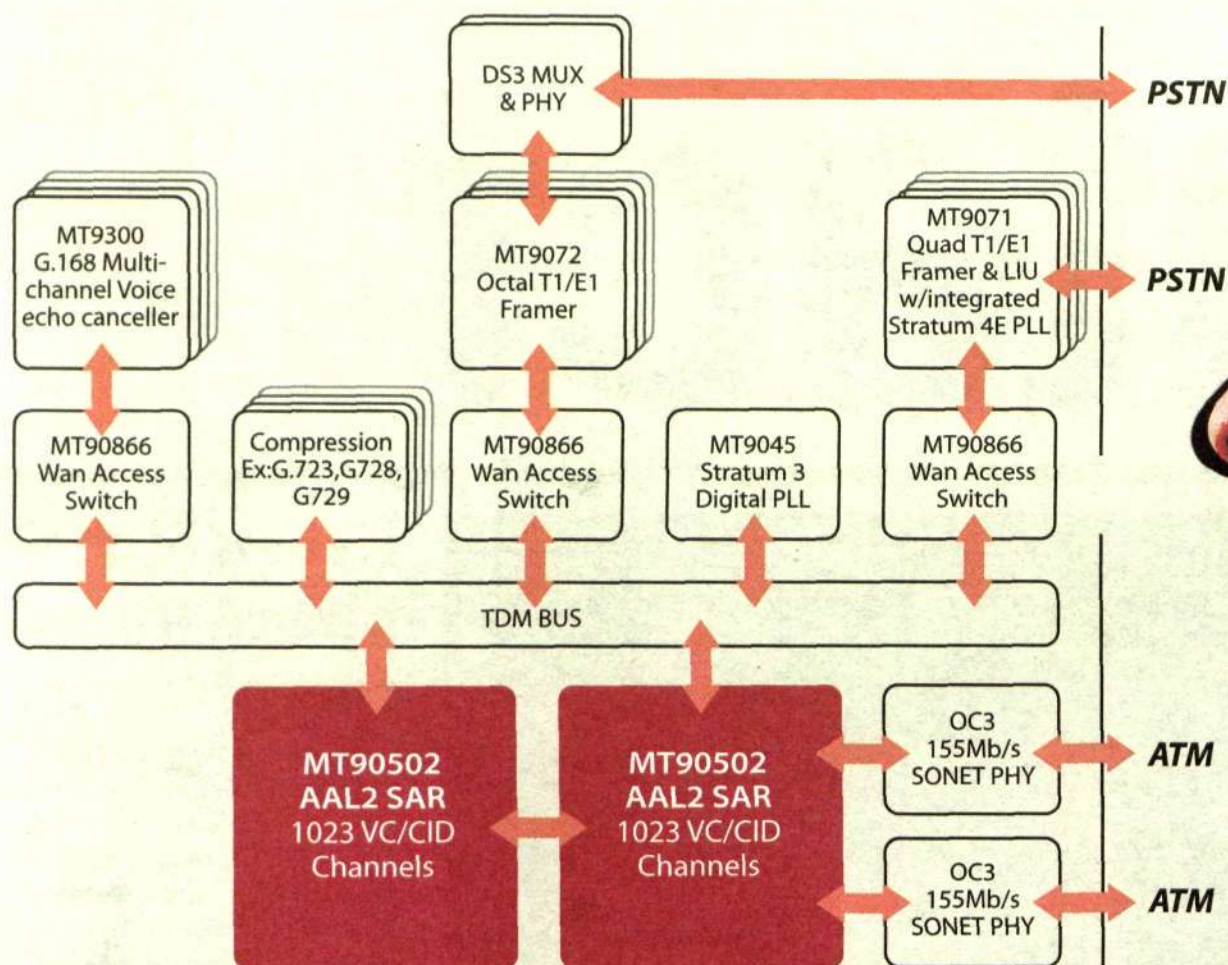 DS3 MUX
& PHY
PSTN
MT9300
G.168 Multi-
channel Voice
echo canceller
MT9072
Octal T1/E1
Framer
MT9071
Quad T1/E1
Framer & LIU
w/integrated
Stratum 4E PLL
PSTN
MT90866
Wan Access
Switch
Compression
Ex:G.723,G728,
G729
MT90866
Wan Access
Switch
MT9045
Stratum 3
Digital PLL
MT90866
Wan Access
Switch
TDM BUS
MT90502
AAL2 SAR
1023 VC/CID
Channels
MT90502
AAL2 SAR
1023 VC/CID
Channels
OC3
155Mb/s
SONET PHY
ATM
OC3
155Mb/s
SONET PHY
ATM